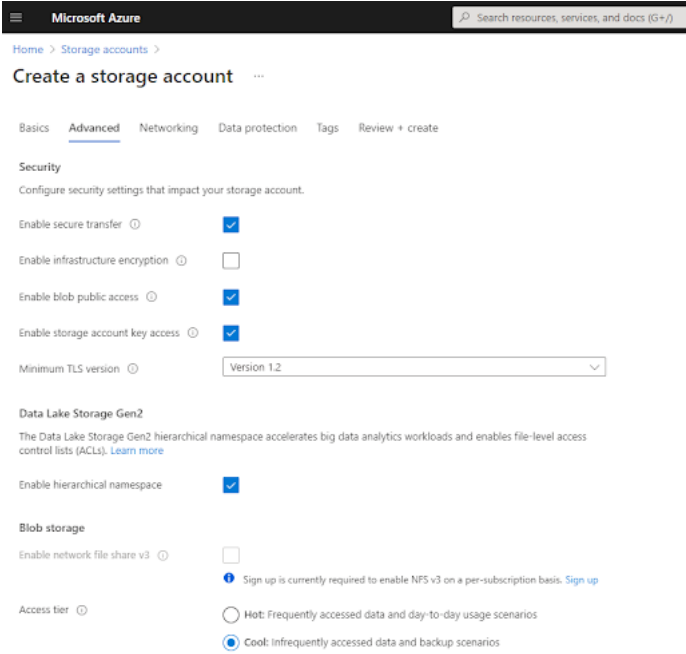 Microsoft Azure
Search resources, services, and docs (G+/)
Home > Storage accounts >
Create a storage account ...
Basics Advanced Networking Data protection Tags Review + create
Security
Configure security settings that impact your storage account.
Enable secure transfer
Enable infrastructure encryption
Enable blob public access
Enable storage account key access
Minimum TLS version
Version 1.2
Data Lake Storage Gen2
The Data Lake Storage Gen2 hierarchical namespace accelerates big data analytics workloads and enables file-level access
control lists (ACLs). Learn more
Enable hierarchical namespace
Blob storage
Enable network file share v3
Sign up is currently required to enable NFS v3 on a per-subscription basis. Sign up
Access tier
Hot: Frequently accessed data and day-to-day usage scenarios
Cool: Infrequently accessed data and backup scenarios